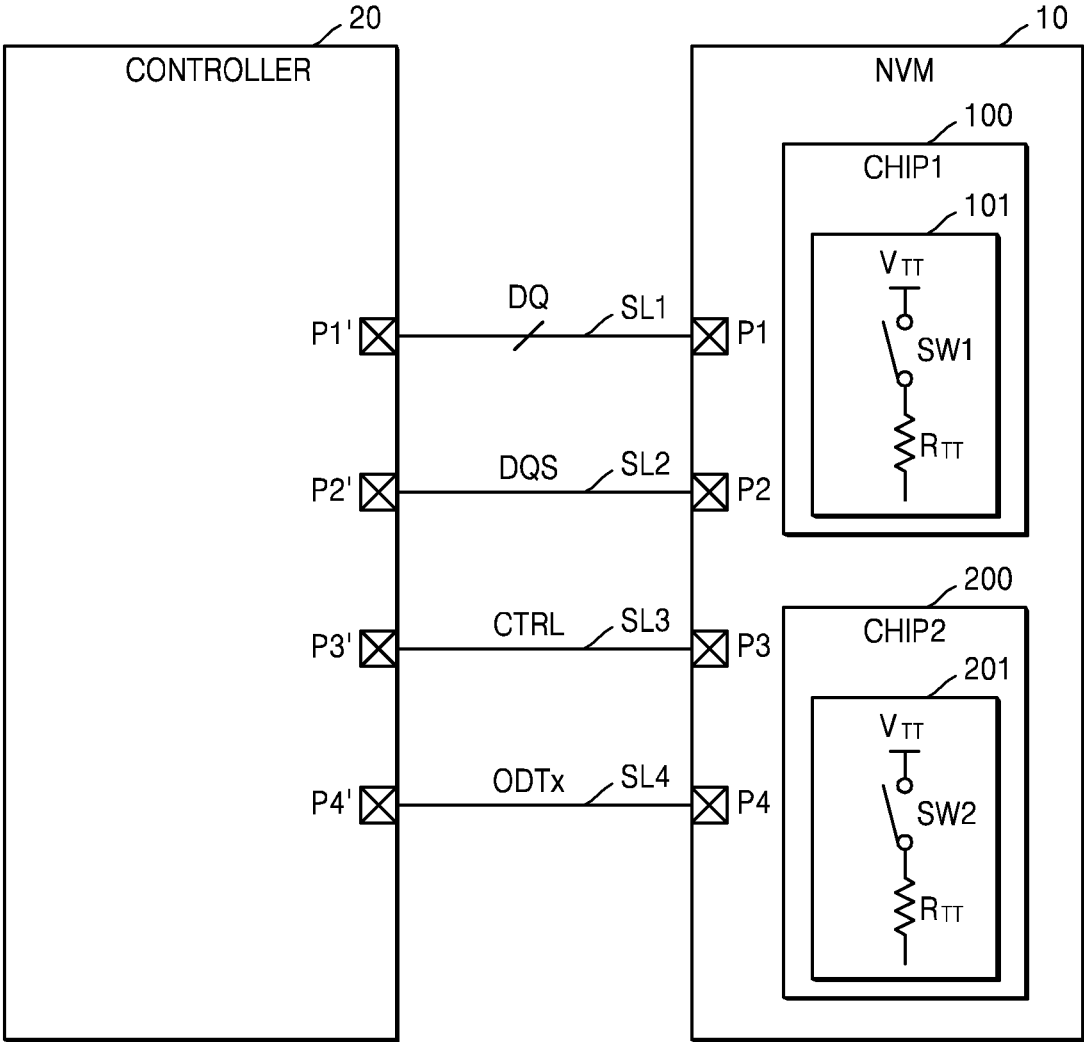 20
CONTROLLER
10
NVM
100
CHIP1
101
VTT
SW1
RTT
DQ
SL1
P1'
P1
DQS
SL2
P2'
P2
200
CHIP2
CTRL
SL3
P3'
P3
201
VTT
SW2
RTT
ODTx
SL4
P4'
P4